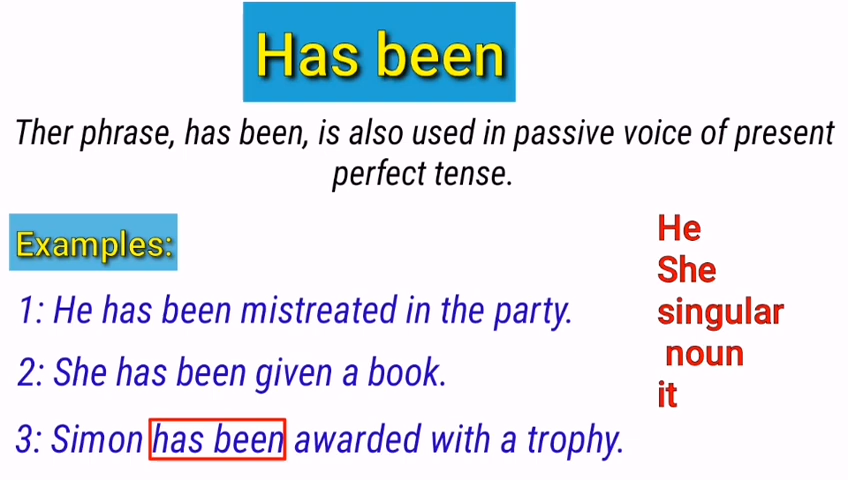 Has been
Ther phrase, has been, is also used in passive voice of present
perfect tense.
Examples:
1: He has been mistreated in the party.
2: She has been given a book.
3: Simon has been awarded with a trophy.
He
She
singular
noun
it